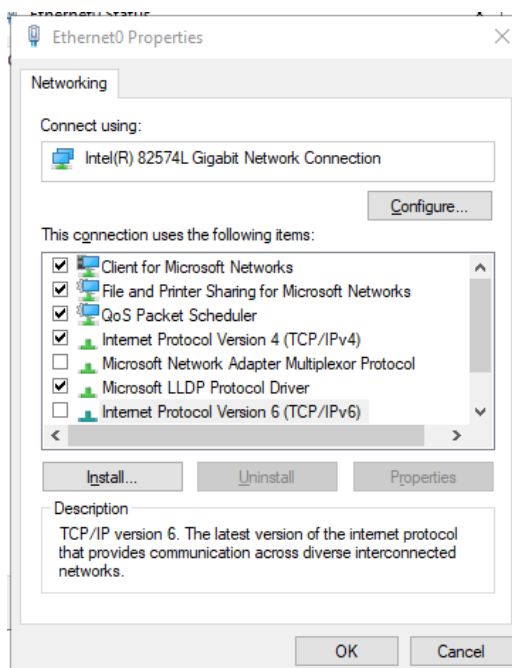 Ethernet0 Status
Ethernet0 Properties
Networking
Connect using:
Intel(R) 82574L Gigabit Network Connection
Configure...
This connection uses the following items:
Client for Microsoft Networks
File and Printer Sharing for Microsoft Networks
QoS Packet Scheduler
Internet Protocol Version 4 (TCP/IPv4)
Microsoft Network Adapter Multiplexor Protocol
Microsoft LLDP Protocol Driver
Internet Protocol Version 6 (TCP/IPv6)
Install...
Uninstall
Properties
Description
TCP/IP version 6. The latest version of the internet protocol
that provides communication across diverse interconnected
networks.
OK
Cancel